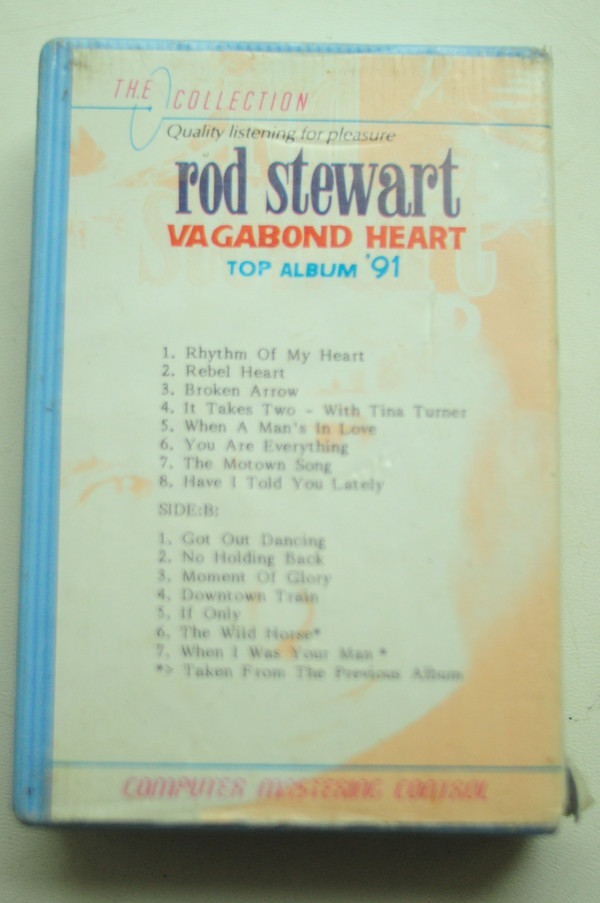 THE COLLECTION
Quality listening for pleasure
rod stewart
VAGABOND HEART
TOP ALBUM '91
1. Rhythm Of My Heart
2. Rebel Heart
3. Broken Arrow
4. It Takes Two - With Tina Turner
5. When A Man's In Love
6. You Are Everything
7. The Motown Song
8. Have I Told You Lately
SIDE:B:
1. Got Out Dancing
2. No Holding Back
3. Moment Of Glory
4. Downtown Train
5. If Only
6. The Wild Horse*
7. When I Was Your Man *
*> Taken From The Previous Album
COMPUTER MASTERING CONTROL